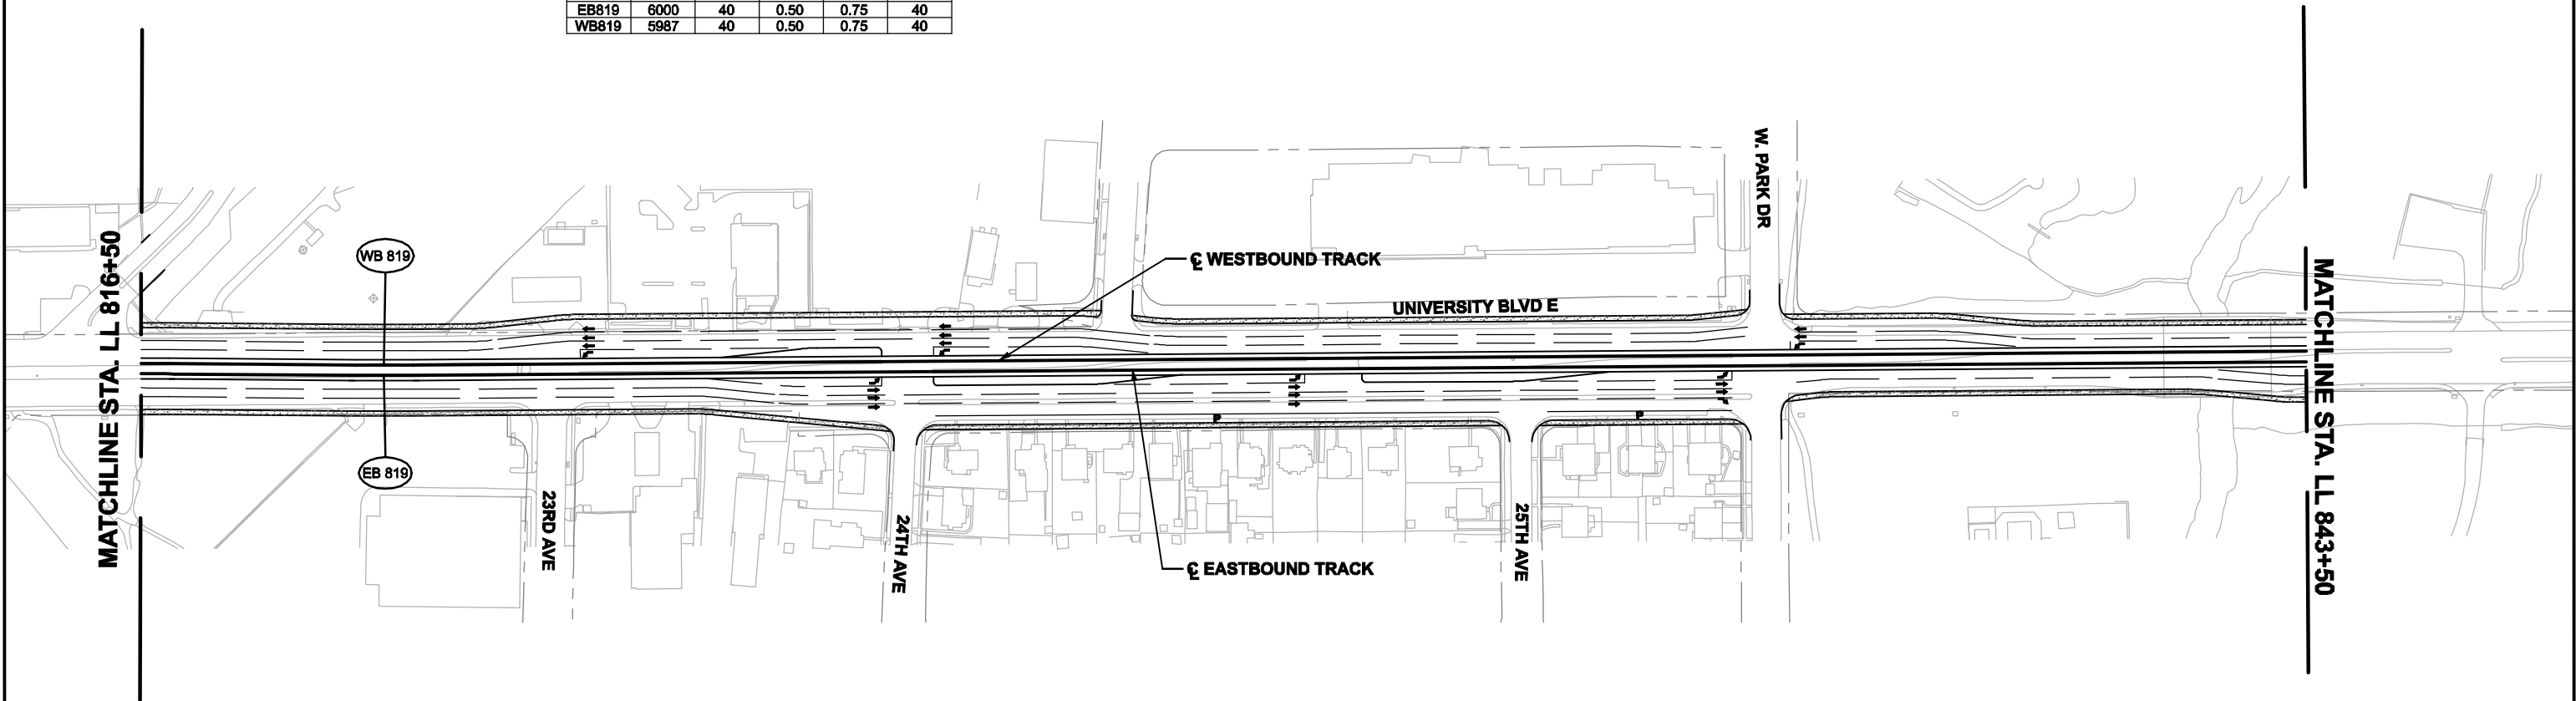 EB819 6000 40 0.50 0.75 40
WB819 5987 40 0.50 0.75 40
MATCHLINE STA. LL 816+50
WB 819
EB 819
23RD AVE
24TH AVE
℄ WESTBOUND TRACK
℄ EASTBOUND TRACK
UNIVERSITY BLVD E
P
P
25TH AVE
W. PARK DR
MATCHLINE STA. LL 843+50